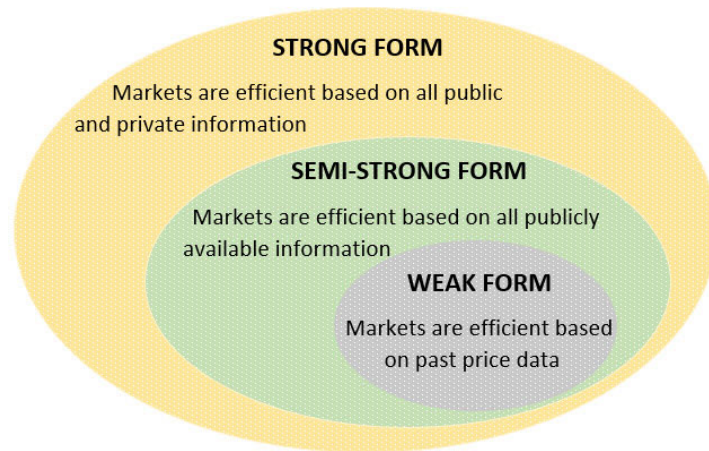 STRONG FORM
Markets are efficient based on all public
and private information
SEMI-STRONG FORM
Markets are efficient based on all publicly
available information
WEAK FORM
Markets are efficient based
on past price data